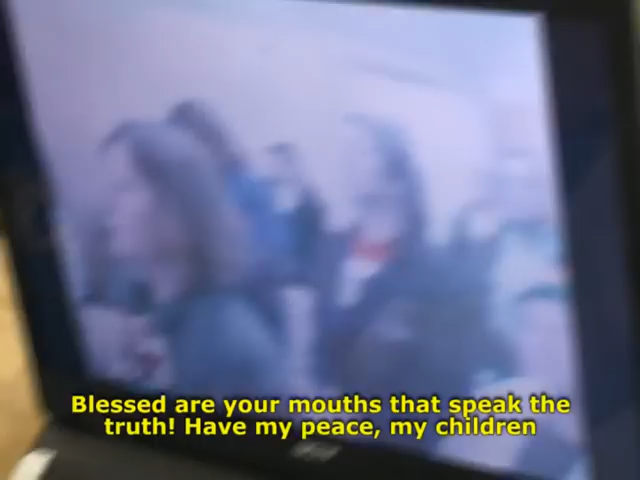 Blessed are your mouths that speak the
truth! Have my peace, my children